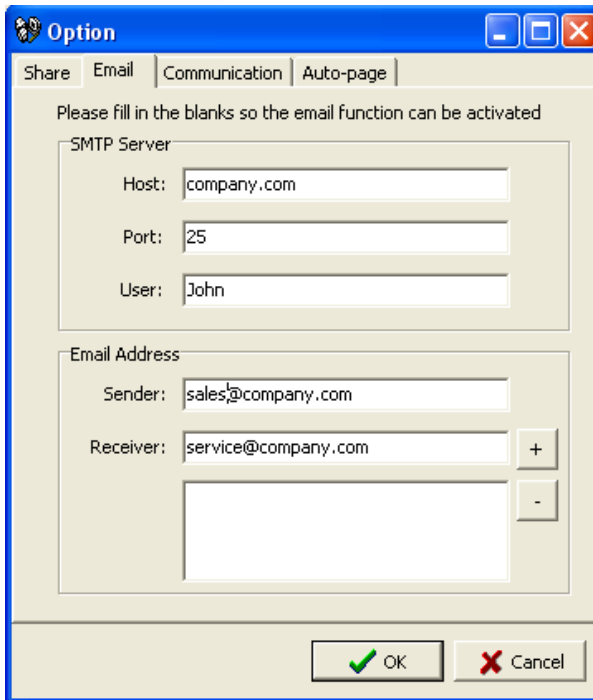 Option
Share Email Communication Auto-page
Please fill in the blanks so the email function can be activated
SMTP Server
Host: company.com
Port: 25
User: John
Email Address
Sender: sales@company.com
Receiver: service@company.com +
-
OK Cancel